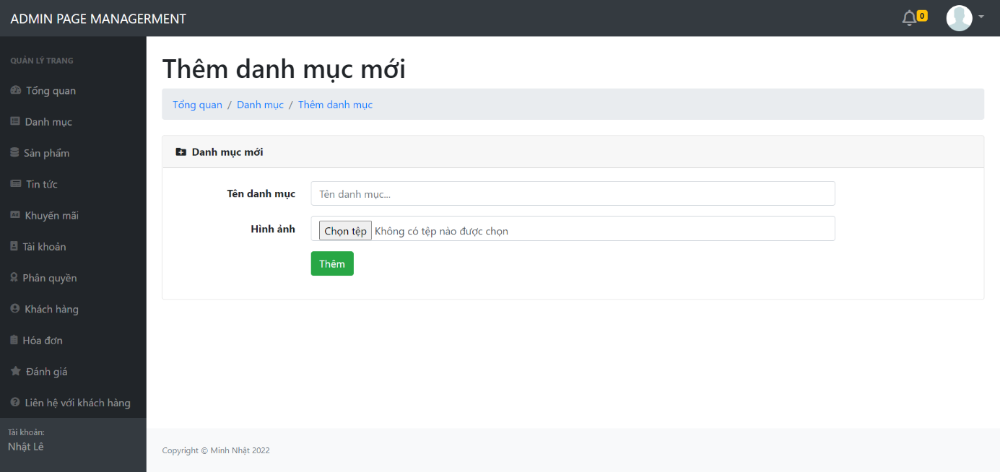 ADMIN PAGE MANAGERMENT
0
QUẢN LÝ TRANG
Tổng quan
Danh mục
Sản phẩm
Tin tức
Ad Khuyến mãi
Tài khoản
Phân quyền
Khách hàng
Hóa đơn
Đánh giá
Liên hệ với khách hàng
Tài khoản:
Nhật Lê
Thêm danh mục mới
Tổng quan / Danh mục / Thêm danh mục
Danh mục mới
Tên danh mục Tên danh mục...
Hình ảnh Chọn tệp Không có tệp nào được chọn
Thêm
Copyright © Minh Nhật 2022